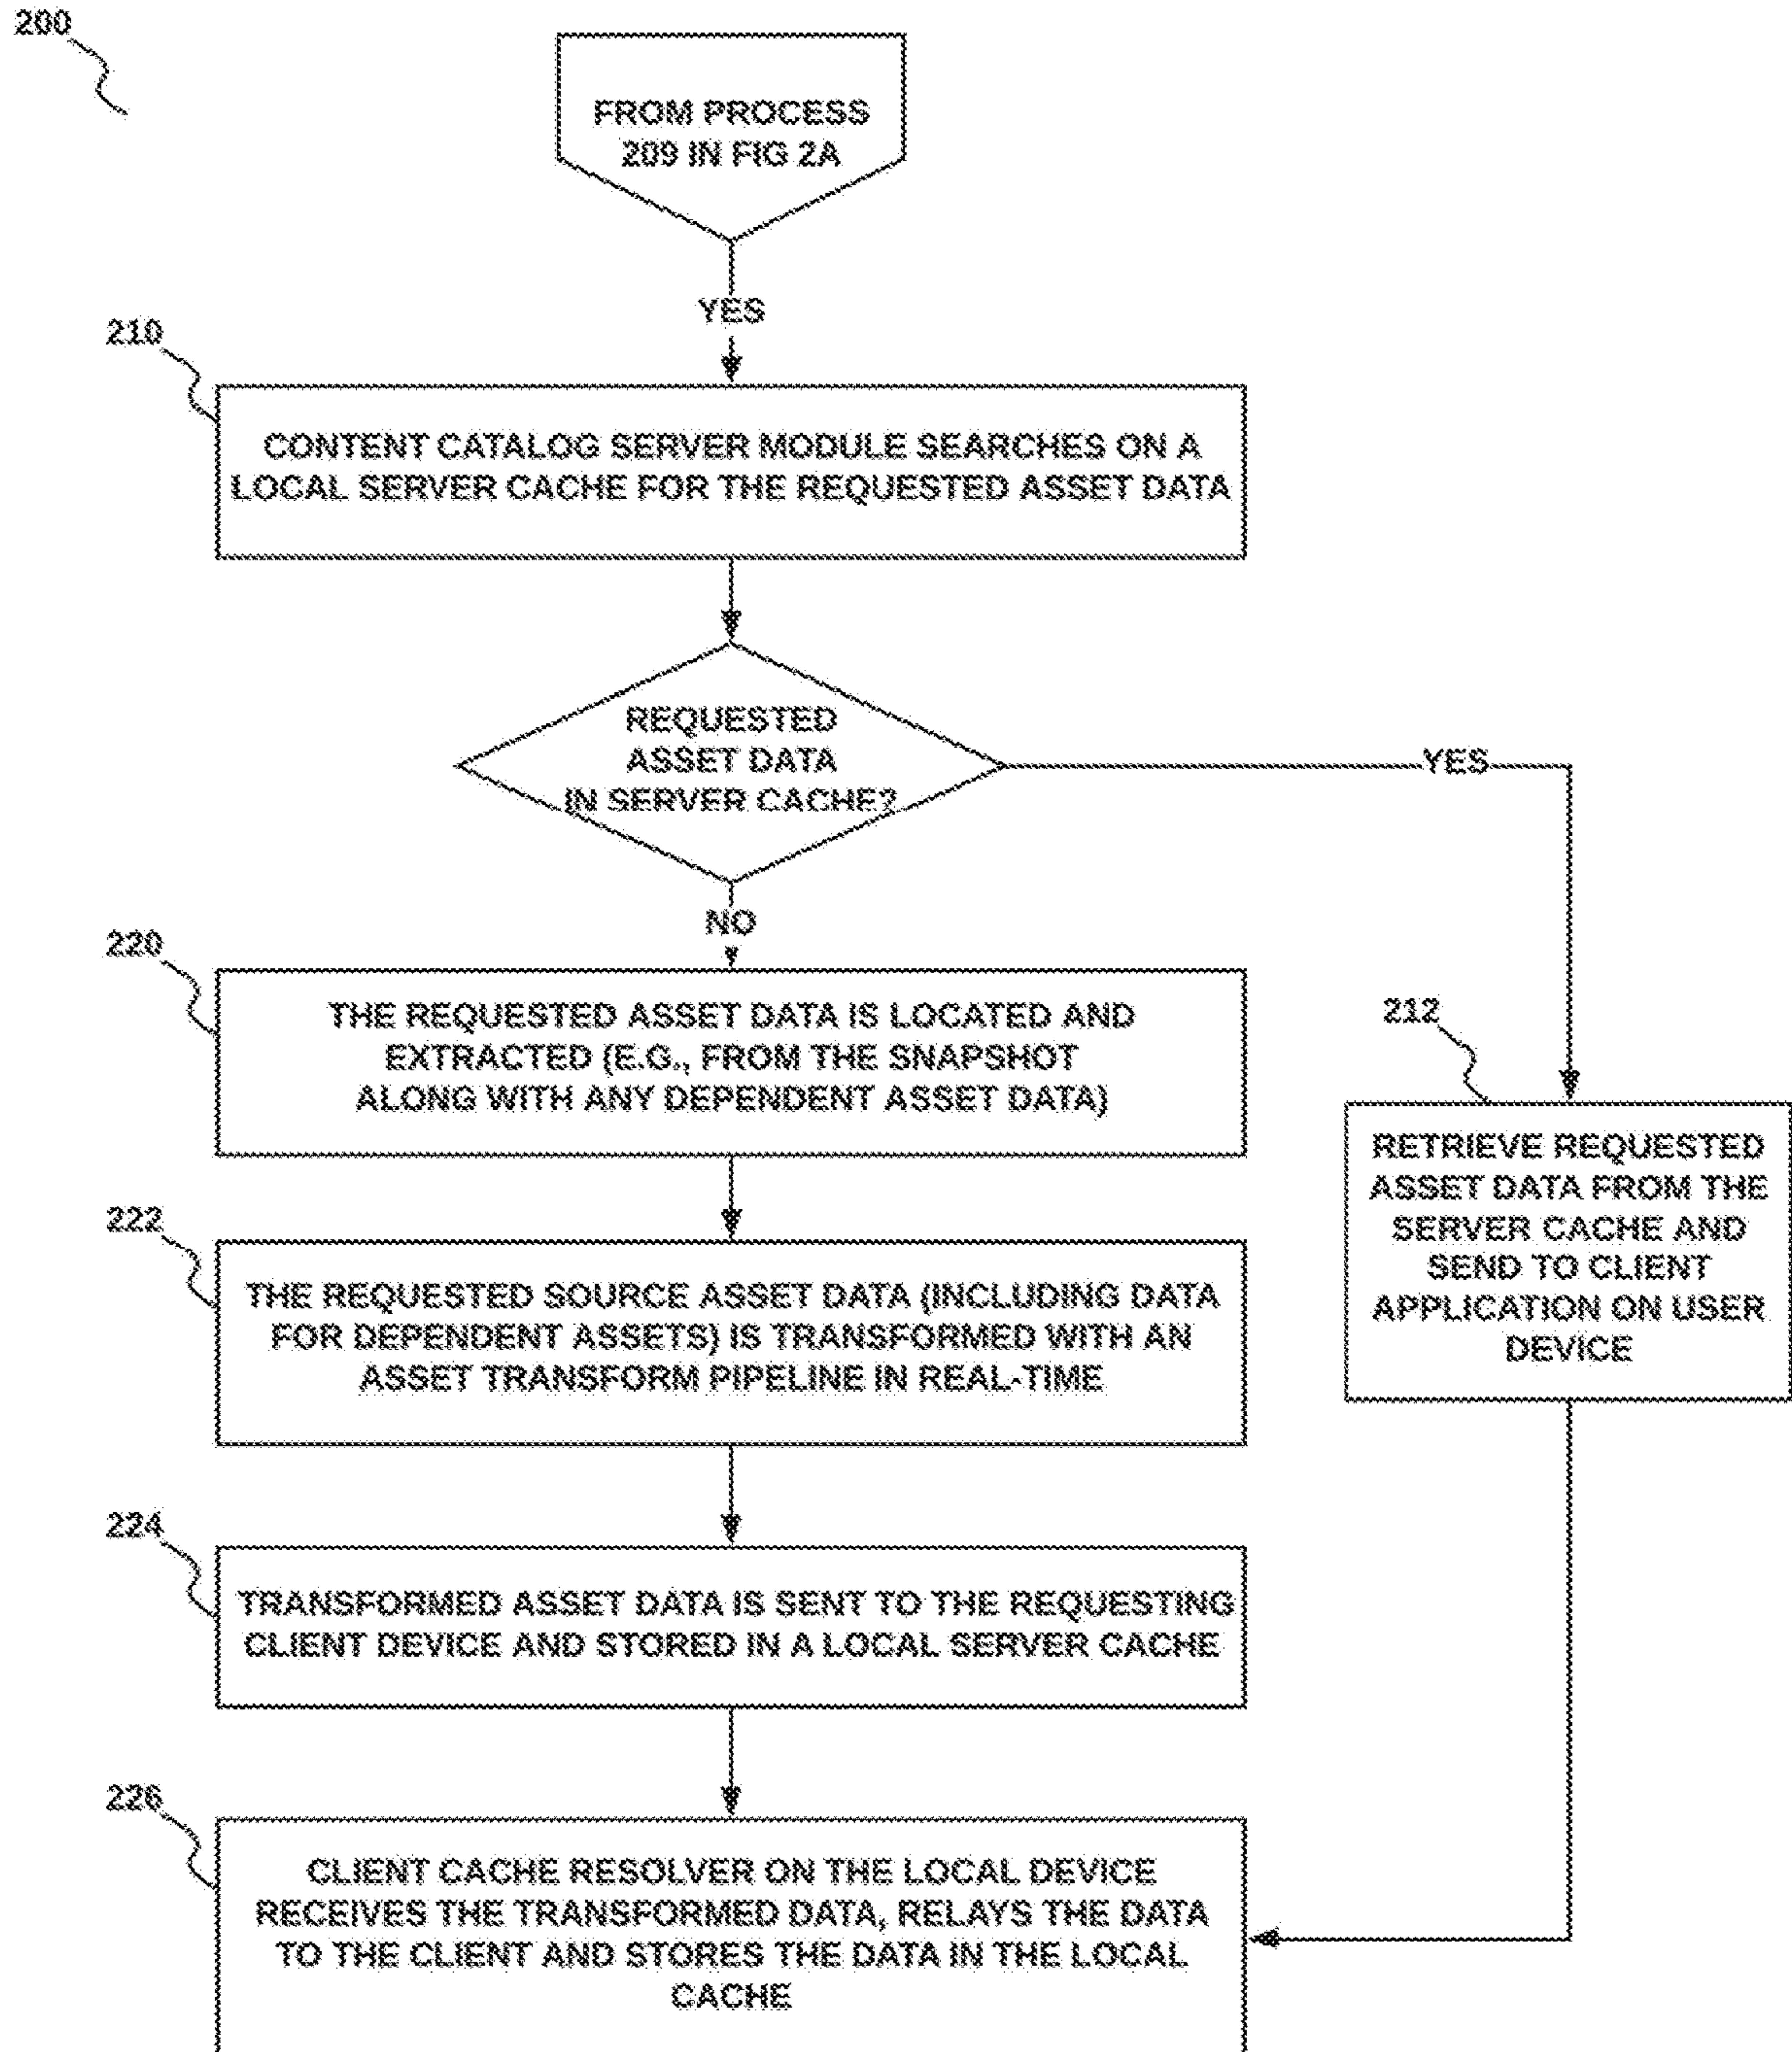 200
FROM PROCESS
209 IN FIG 2A
YES
210
CONTENT CATALOG SERVER MODULE SEARCHES ON A
LOCAL SERVER CACHE FOR THE REQUESTED ASSET DATA
REQUESTED
ASSET DATA
IN SERVER CACHE?
YES
NO
220
THE REQUESTED ASSET DATA IS LOCATED AND
EXTRACTED (E.G., FROM THE SNAPSHOT
ALONG WITH ANY DEPENDENT ASSET DATA)
212
RETRIEVE REQUESTED
ASSET DATA FROM THE
SERVER CACHE AND
SEND TO CLIENT
APPLICATION ON USER
DEVICE
222
THE REQUESTED SOURCE ASSET DATA (INCLUDING DATA
FOR DEPENDENT ASSETS) IS TRANSFORMED WITH AN
ASSET TRANSFORM PIPELINE IN REAL-TIME
224
TRANSFORMED ASSET DATA IS SENT TO THE REQUESTING
CLIENT DEVICE AND STORED IN A LOCAL SERVER CACHE
226
CLIENT CACHE RESOLVER ON THE LOCAL DEVICE
RECEIVES THE TRANSFORMED DATA, RELAYS THE DATA
TO THE CLIENT AND STORES THE DATA IN THE LOCAL
CACHE